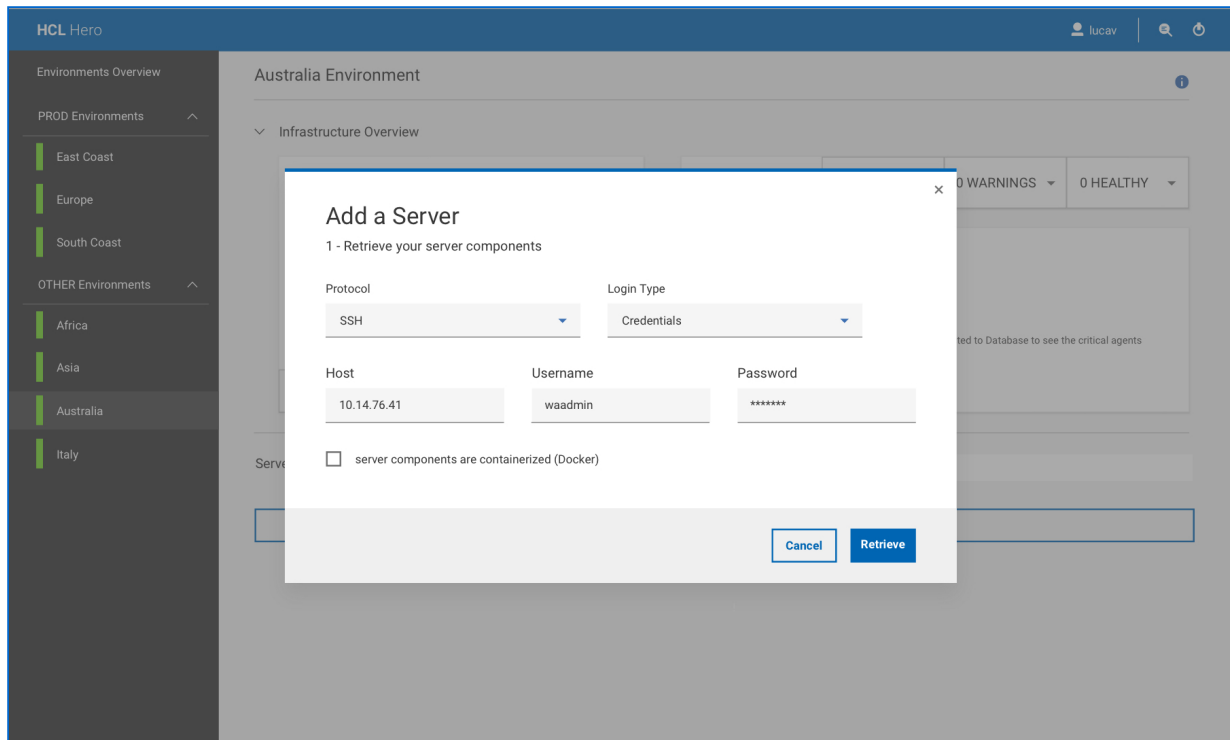 HCL Hero
lucav
Environments Overview
PROD Environments
East Coast
Europe
South Coast
OTHER Environments
Africa
Asia
Australia
Italy
Australia Environment
Infrastructure Overview
0 WARNINGS
0 HEALTHY
ted to Database to see the critical agents
Serve
Add a Server
1 - Retrieve your server components
Protocol Login Type
SSH Credentials
Host Username Password
10.14.76.41 waadmin *******
server components are containerized (Docker)
Cancel Retrieve